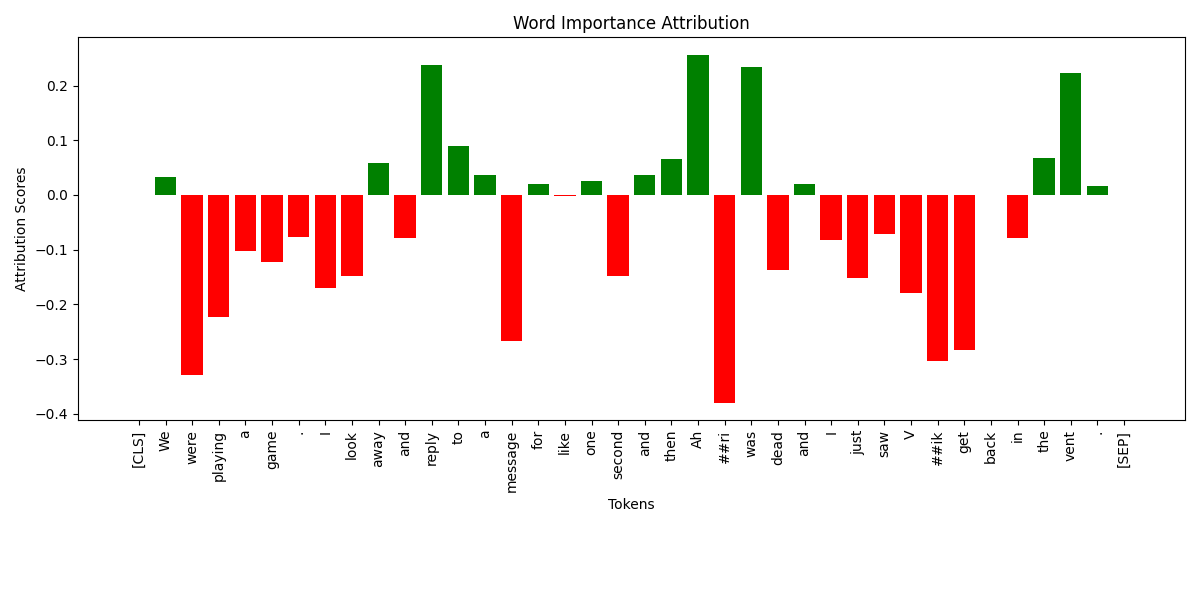 Word Importance Attribution
Attribution Scores
0.2
0.1
0.0
−0.1
−0.2
−0.3
−0.4
[CLS]
We
were
playing
a
game
.
I
look
away
and
reply
to
a
message
for
like
one
second
and
then
Ah
##ri
was
dead
and
I
just
saw
V
##ik
get
back
in
the
vent
.
[SEP]
Tokens